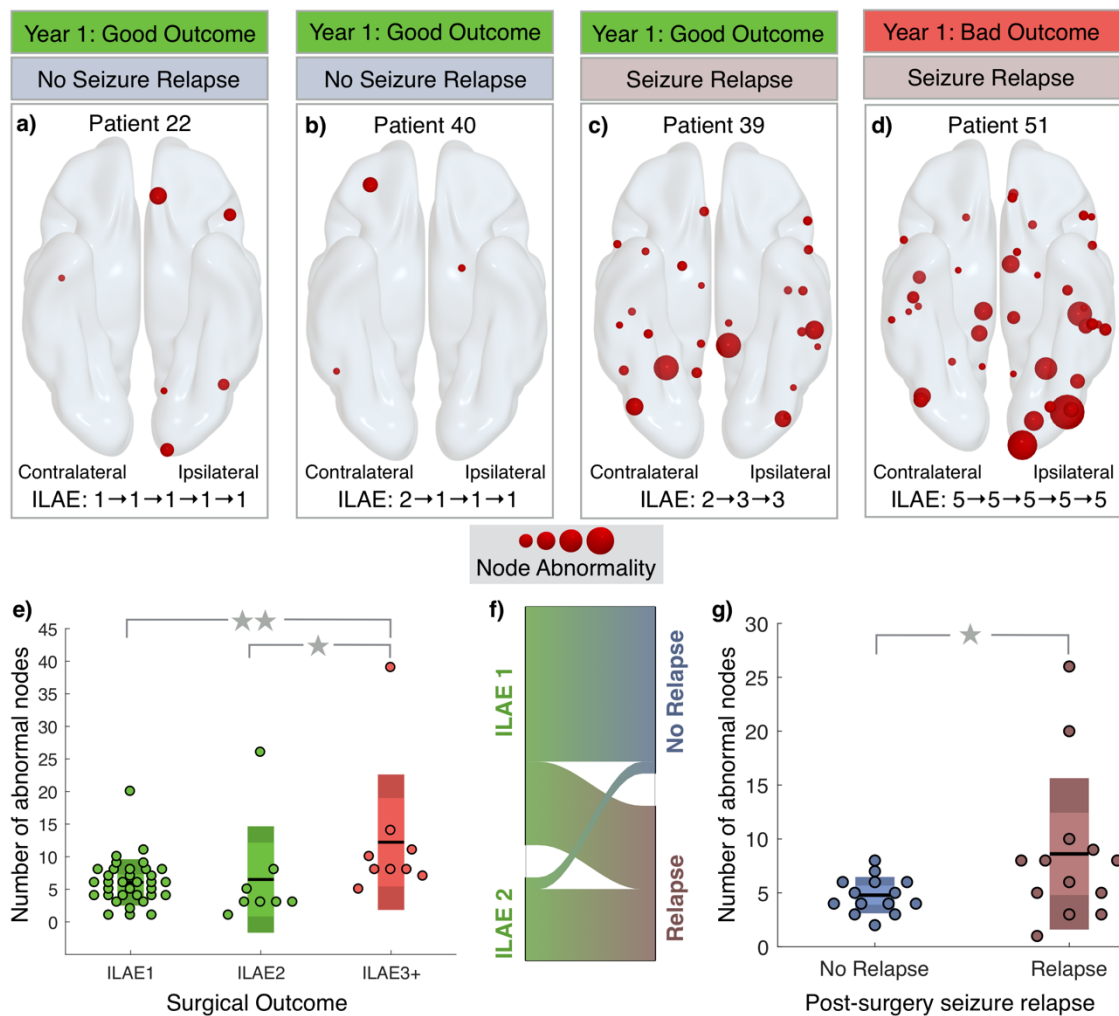 Year 1: Good Outcome
No Seizure Relapse
a) Patient 22
Contralateral Ipsilateral
ILAE: 1→1→1→1→1
Year 1: Good Outcome
No Seizure Relapse
b) Patient 40
Contralateral Ipsilateral
ILAE: 2→1→1→1
Year 1: Good Outcome
Seizure Relapse
c) Patient 39
Contralateral Ipsilateral
ILAE: 2→3→3
Year 1: Bad Outcome
Seizure Relapse
d) Patient 51
Contralateral Ipsilateral
ILAE: 5→5→5→5→5
Node Abnormality
e)
Number of abnormal nodes
45
40
35
30
25
20
15
10
5
0
ILAE1 ILAE2 ILAE3+
Surgical Outcome
f)
ILAE 1
ILAE 2
No Relapse
Relapse
g)
Number of abnormal nodes
30
25
20
15
10
5
0
No Relapse Relapse
Post-surgery seizure relapse